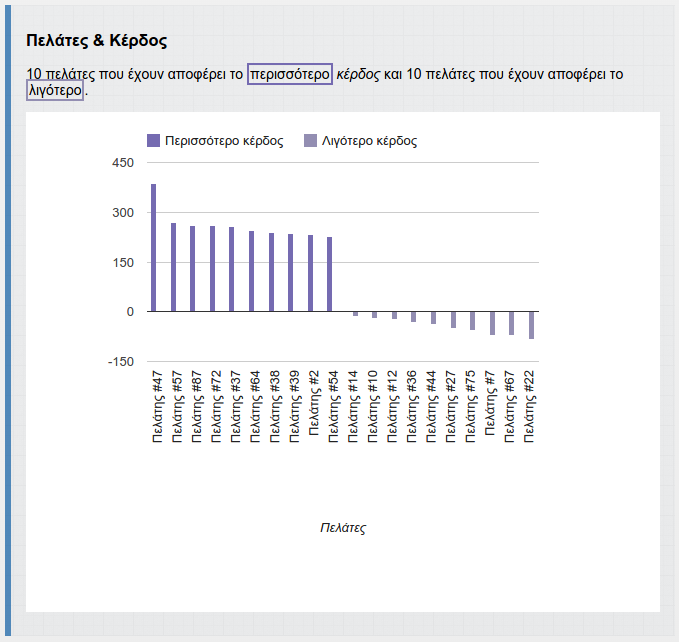 Πελάτες & Κέρδος
10 πελάτες που έχουν αποφέρει το περισσότερο κέρδος και 10 πελάτες που έχουν αποφέρει το
λιγότερο.
Περισσότερο κέρδος Λιγότερο κέρδος
450
300
150
0
-150
Πελάτης #47
Πελάτης #57
Πελάτης #87
Πελάτης #72
Πελάτης #37
Πελάτης #64
Πελάτης #38
Πελάτης #39
Πελάτης #2
Πελάτης #54
Πελάτης #14
Πελάτης #10
Πελάτης #12
Πελάτης #36
Πελάτης #44
Πελάτης #27
Πελάτης #75
Πελάτης #7
Πελάτης #67
Πελάτης #22
Πελάτες